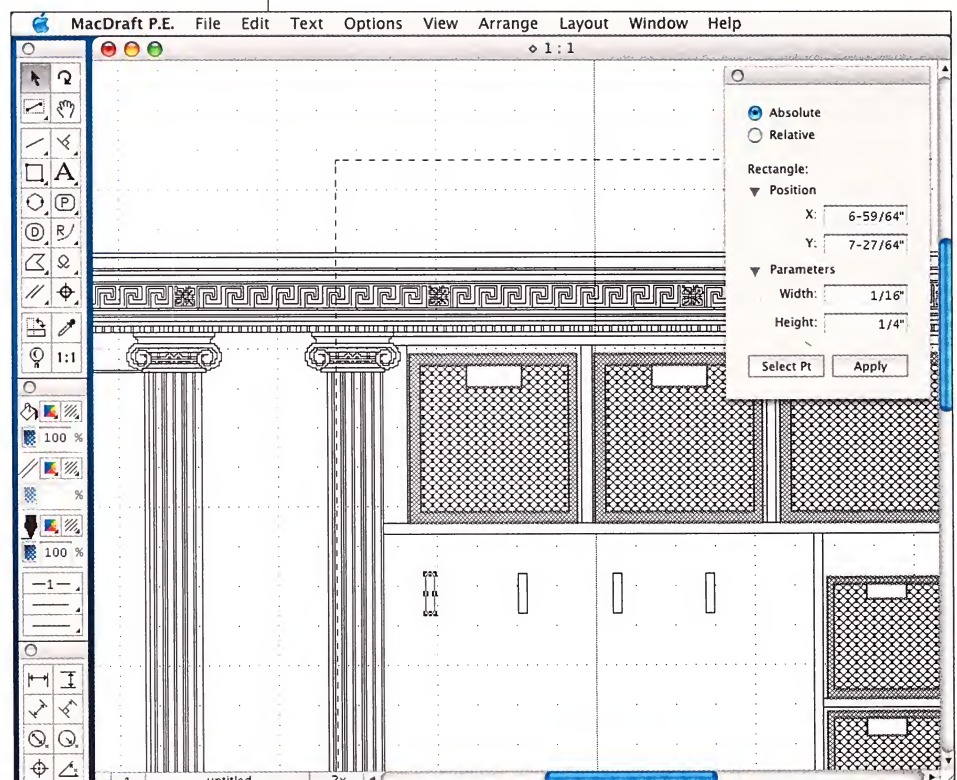 MacDraft P.E. File Edit Text Options View Arrange Layout Window Help
1:1
Absolute
Relative
Rectangle:
Position
X: 6-59/64"
Y: 7-27/64"
Parameters
Width: 1/16"
Height: 1/4"
Select Pt Apply
A
P
D R
1:1
100 %
%
100 %
1
1 untitled 2x